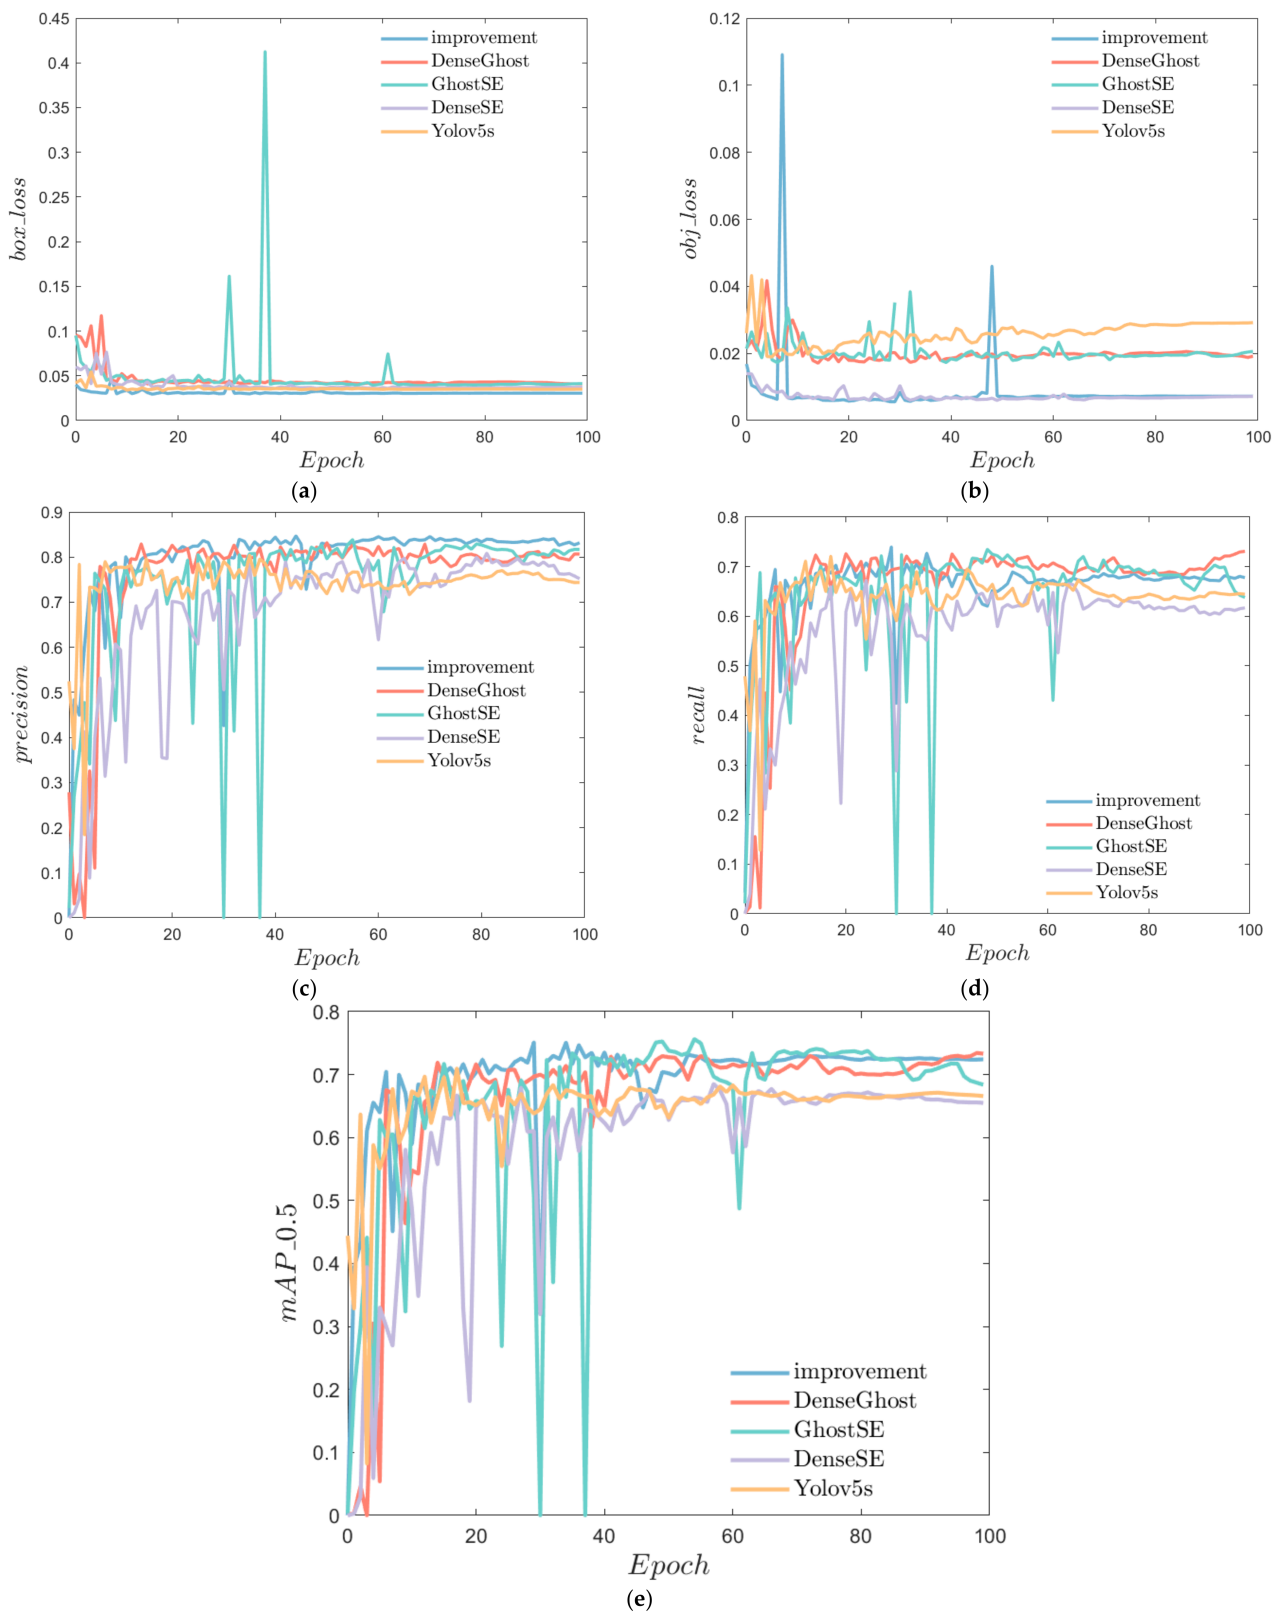 0.45
0.4
0.35
0.3
0.25
0.2
0.15
0.1
0.05
0
box_loss
improvement
DenseGhost
GhostSE
DenseSE
Yolov5s
0 20 40 60 80 100
Epoch
(a)
0.12
0.1
0.08
0.06
0.04
0.02
0
obj_loss
improvement
DenseGhost
GhostSE
DenseSE
Yolov5s
0 20 40 60 80 100
Epoch
(b)
0.9
0.8
0.7
0.6
0.5
0.4
0.3
0.2
0.1
0
precision
improvement
DenseGhost
GhostSE
DenseSE
Yolov5s
0 20 40 60 80 100
Epoch
(c)
0.8
0.7
0.6
0.5
0.4
0.3
0.2
0.1
0
recall
improvement
DenseGhost
GhostSE
DenseSE
Yolov5s
0 20 40 60 80 100
Epoch
(d)
0.8
0.7
0.6
0.5
0.4
0.3
0.2
0.1
0
mAP_0.5
improvement
DenseGhost
GhostSE
DenseSE
Yolov5s
0 20 40 60 80 100
Epoch
(e)